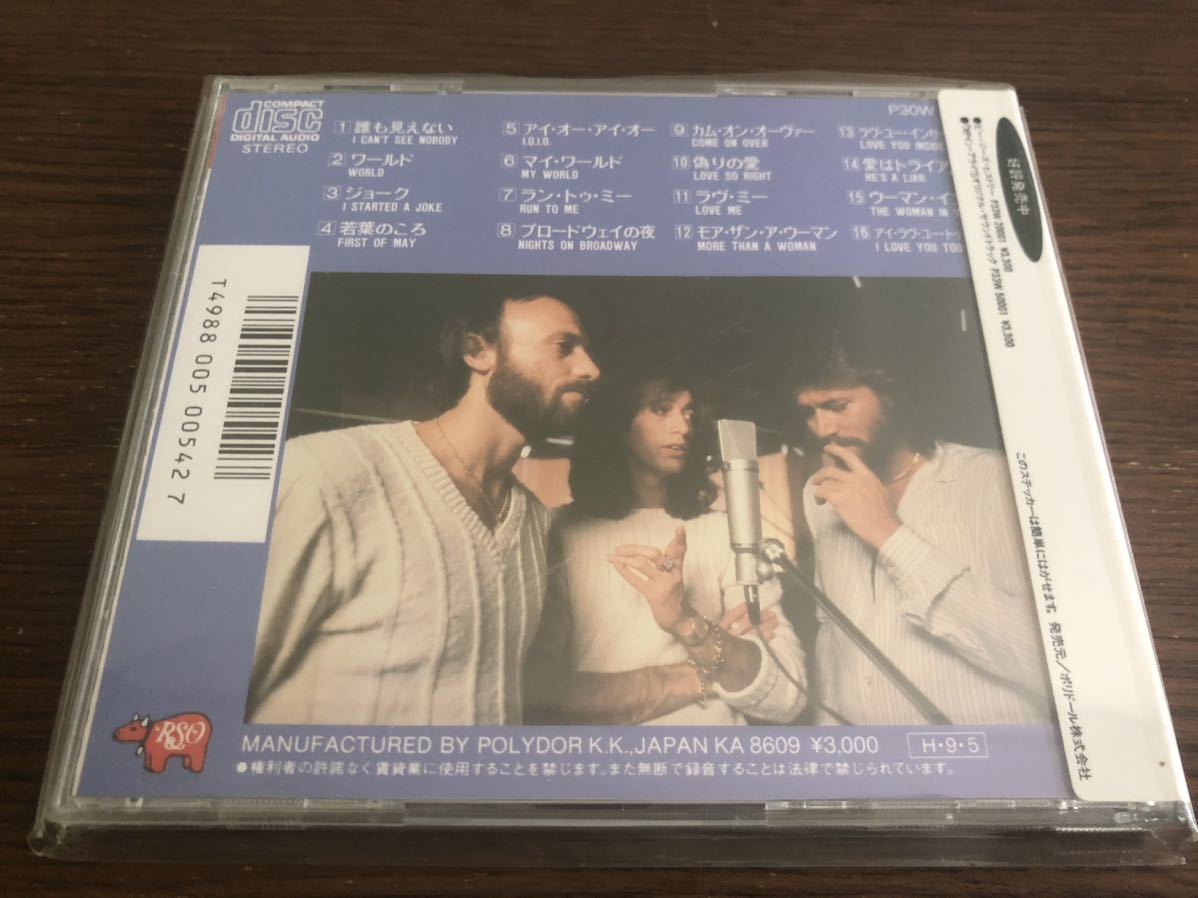 COMPACT
disc
DIGITAL AUDIO
STEREO
P30W
1 誰も見えない
I CAN'T SEE NOBODY
2 ワールド
WORLD
3 ジョーク
I STARTED A JOKE
4 若葉のころ
FIRST OF MAY
5 アイ・オー・アイ・オー
I.O.I.O.
6 マイ・ワールド
MY WORLD
7 ラン・トゥ・ミー
RUN TO ME
8 ブロードウェイの夜
NIGHTS ON BROADWAY
9 カム・オン・オーヴァー
COME ON OVER
10 偽りの愛
LOVE SO RIGHT
11 ラヴ・ミー
LOVE ME
12 モア・ザン・ア・ウーマン
MORE THAN A WOMAN
13 ラヴ・ユー・インサ
LOVE YOU INSIDE
14 愛はトライア
HE'S A LIAR
15 ウーマン・イ
THE WOMAN IN
16 アイ・ラヴ・ユー・トゥ
I LOVE YOU TOO
好評発売中
P33W 20001 ¥3,300
P33W 50001 ¥3,300
このステッカーは簡単にはがせます。 発売元/ポリドール株式会社
T4988 005 00542 7
RSO
MANUFACTURED BY POLYDOR K.K., JAPAN KA 8609 ¥3,000
H・9・5
●権利者の許諾なく賃貸業に使用することを禁じます。また無断で録音することは法律で禁じられています。